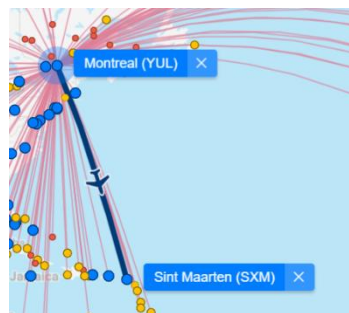 Montreal (YUL) ×
Sint Maarten (SXM) ×